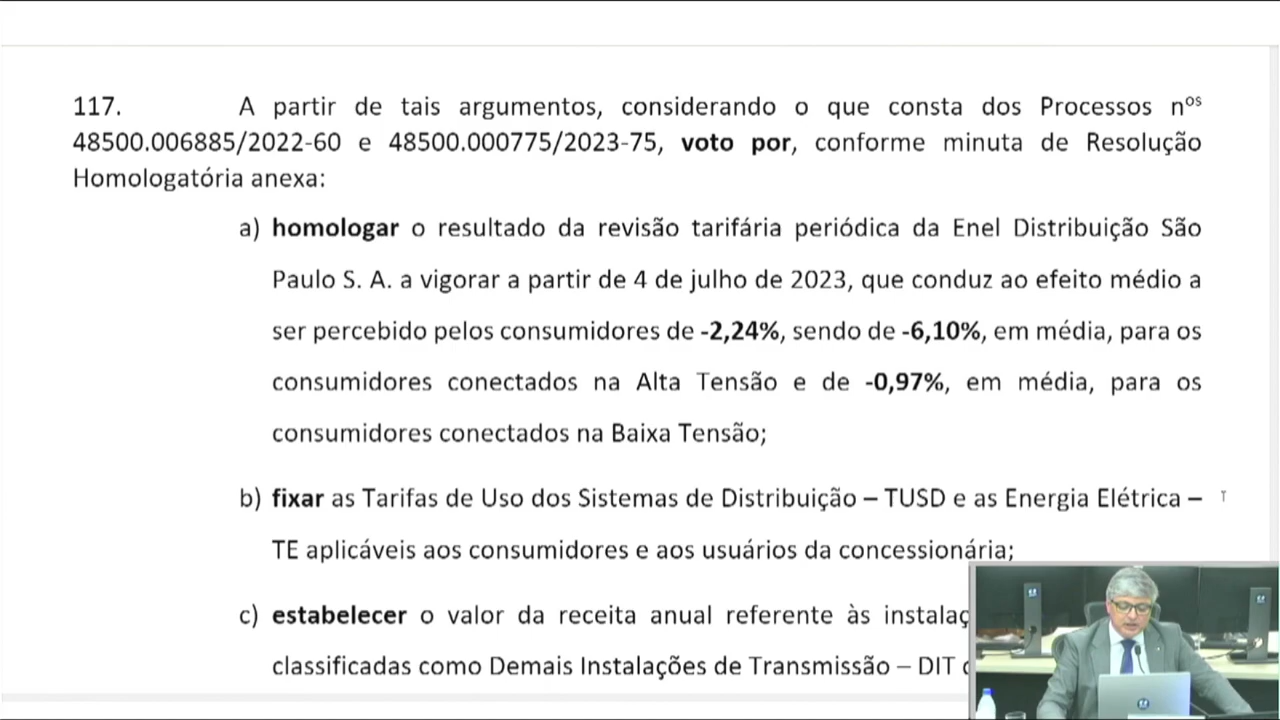 117. A partir de tais argumentos, considerando o que consta dos Processos nºs
48500.006885/2022-60 e 48500.000775/2023-75, voto por, conforme minuta de Resolução
Homologatória anexa:
a) homologar o resultado da revisão tarifária periódica da Enel Distribuição São
Paulo S. A. a vigorar a partir de 4 de julho de 2023, que conduz ao efeito médio a
ser percebido pelos consumidores de -2,24%, sendo de -6,10%, em média, para os
consumidores conectados na Alta Tensão e de -0,97%, em média, para os
consumidores conectados na Baixa Tensão;
b) fixar as Tarifas de Uso dos Sistemas de Distribuição – TUSD e as Energia Elétrica –
TE aplicáveis aos consumidores e aos usuários da concessionária;
c) estabelecer o valor da receita anual referente às
classificadas como Demais Instalações de Transmissão – DIT